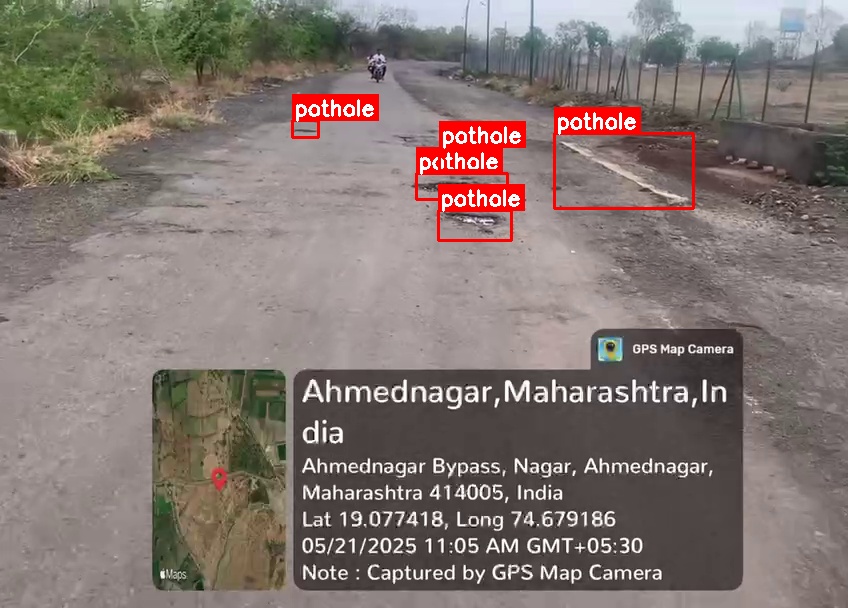 pothole
pothole
pothole
pothole
pothole
GPS Map Camera
Ahmednagar,Maharashtra,In
dia
Ahmednagar Bypass, Nagar, Ahmednagar,
Maharashtra 414005, India
Lat 19.077418, Long 74.679186
05/21/2025 11:05 AM GMT+05:30
Note : Captured by GPS Map Camera
Maps